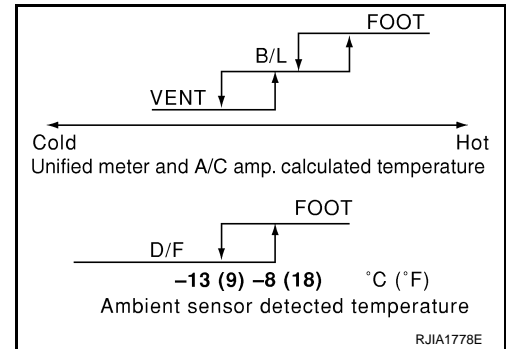 FOOT
B/L
VENT
Cold Hot
Unified meter and A/C amp. calculated temperature
FOOT
D/F
–13 (9) –8 (18) ˚C (˚F)
Ambient sensor detected temperature
RJIA1778E